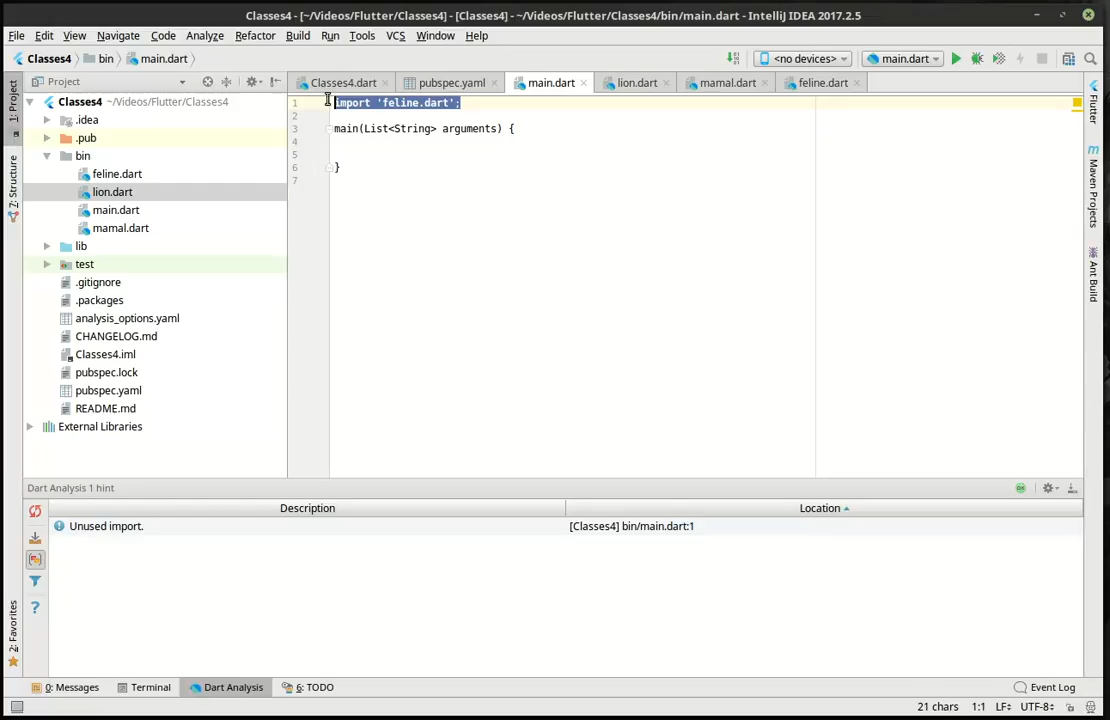 Classes4 - [~/Videos/Flutter/Classes4] - [Classes4] - ~/Videos/Flutter/Classes4/bin/main.dart - IntelliJ IDEA 2017.2.5
File Edit View Navigate Code Analyze Refactor Build Run Tools VCS Window Help
Classes4 bin main.dart <no devices> main.dart
1: Project
7: Structure
2: Favorites
Project
Classes4 ~/Videos/Flutter/Classes4
.idea
.pub
bin
feline.dart
lion.dart
main.dart
mamal.dart
lib
test
.gitignore
.packages
analysis_options.yaml
CHANGELOG.md
Classes4.iml
pubspec.lock
pubspec.yaml
README.md
External Libraries
Classes4.dart pubspec.yaml main.dart lion.dart mamal.dart feline.dart
1 import 'feline.dart';
2
3 main(List<String> arguments) {
4
5
6 }
7
Flutter
Maven Projects
Ant Build
Dart Analysis 1 hint
Description Location
Unused import. [Classes4] bin/main.dart:1
0: Messages Terminal Dart Analysis 6: TODO Event Log
21 chars 1:1 LF÷ UTF-8÷